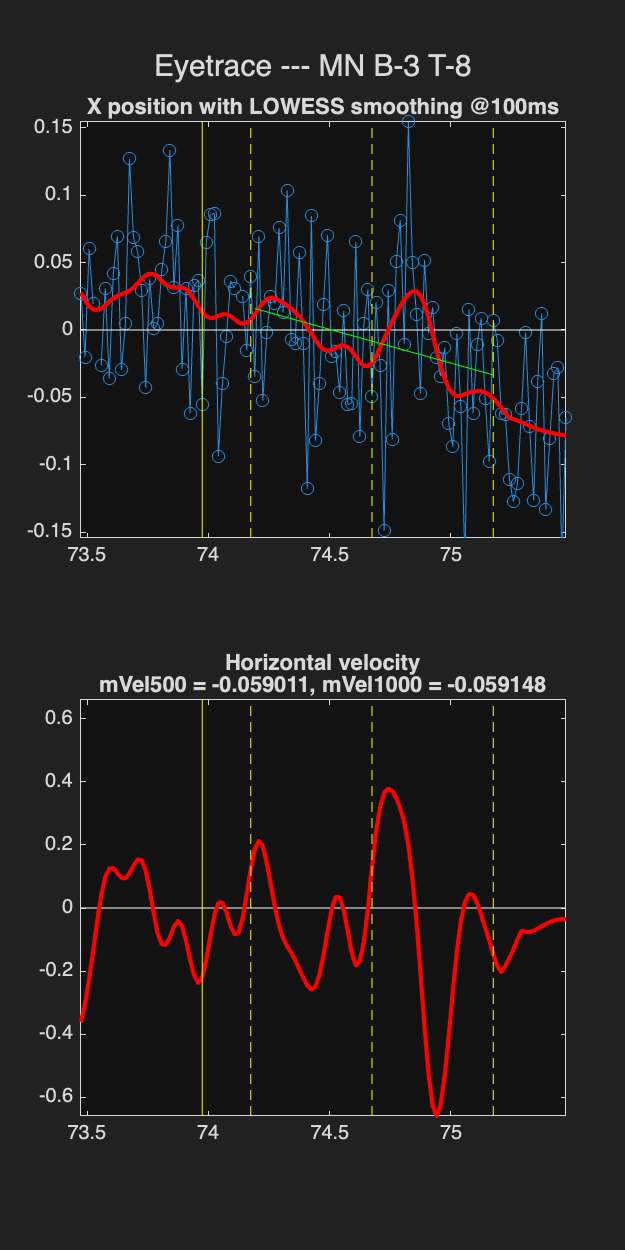 Eyetrace --- MN B-3 T-8
X position with LOWESS smoothing @100ms
0.15
0.1
0.05
0
-0.05
-0.1
-0.15
73.5 74 74.5 75
Horizontal velocity
mVel500 = -0.059011, mVel1000 = -0.059148
0.6
0.4
0.2
0
-0.2
-0.4
-0.6
73.5 74 74.5 75